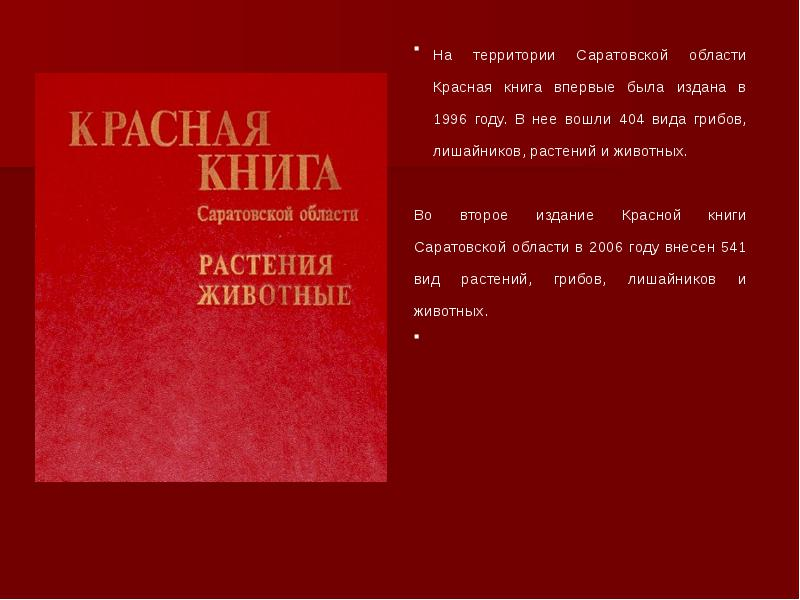 КРАСНАЯ
КНИГА
Саратовской области
РАСТЕНИЯ
ЖИВОТНЫЕ
На территории Саратовской области
Красная книга впервые была издана в
1996 году. В нее вошли 404 вида грибов,
лишайников, растений и животных.
Во второе издание Красной книги
Саратовской области в 2006 году внесен 541
вид растений, грибов, лишайников и
животных.